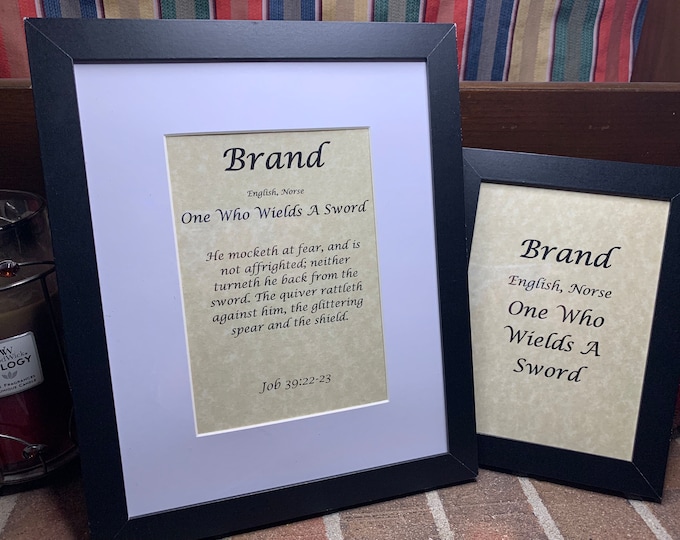 Brand
English, Norse
One Who Wields A Sword
He mocketh at fear, and is
not affrighted; neither
turneth he back from the
sword. The quiver rattleth
against him, the glittering
spear and the shield.
Job 39:22-23
Brand
English, Norse
One Who
Wields A
Sword